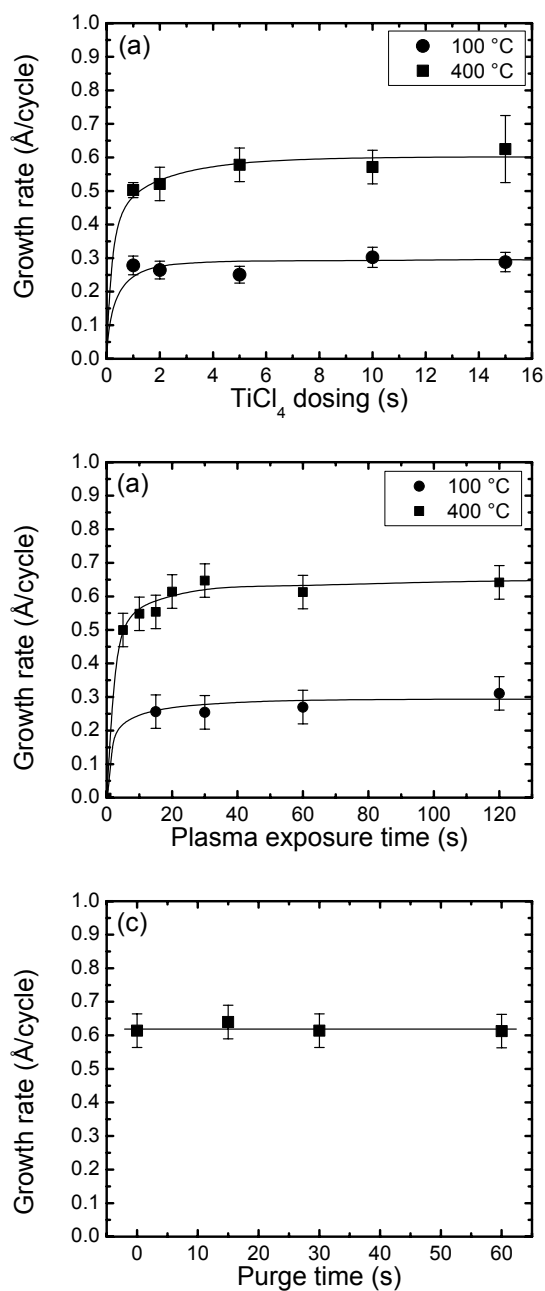 (a)
100 °C
400 °C
1.0
0.9
0.8
0.7
0.6
0.5
0.4
0.3
0.2
0.1
0.0
0 2 4 6 8 10 12 14 16
Growth rate (Å/cycle)
TiCl4 dosing (s)
(a)
100 °C
400 °C
1.0
0.9
0.8
0.7
0.6
0.5
0.4
0.3
0.2
0.1
0.0
0 20 40 60 80 100 120
Growth rate (Å/cycle)
Plasma exposure time (s)
(c)
1.0
0.9
0.8
0.7
0.6
0.5
0.4
0.3
0.2
0.1
0.0
0 10 20 30 40 50 60
Growth rate (Å/cycle)
Purge time (s)